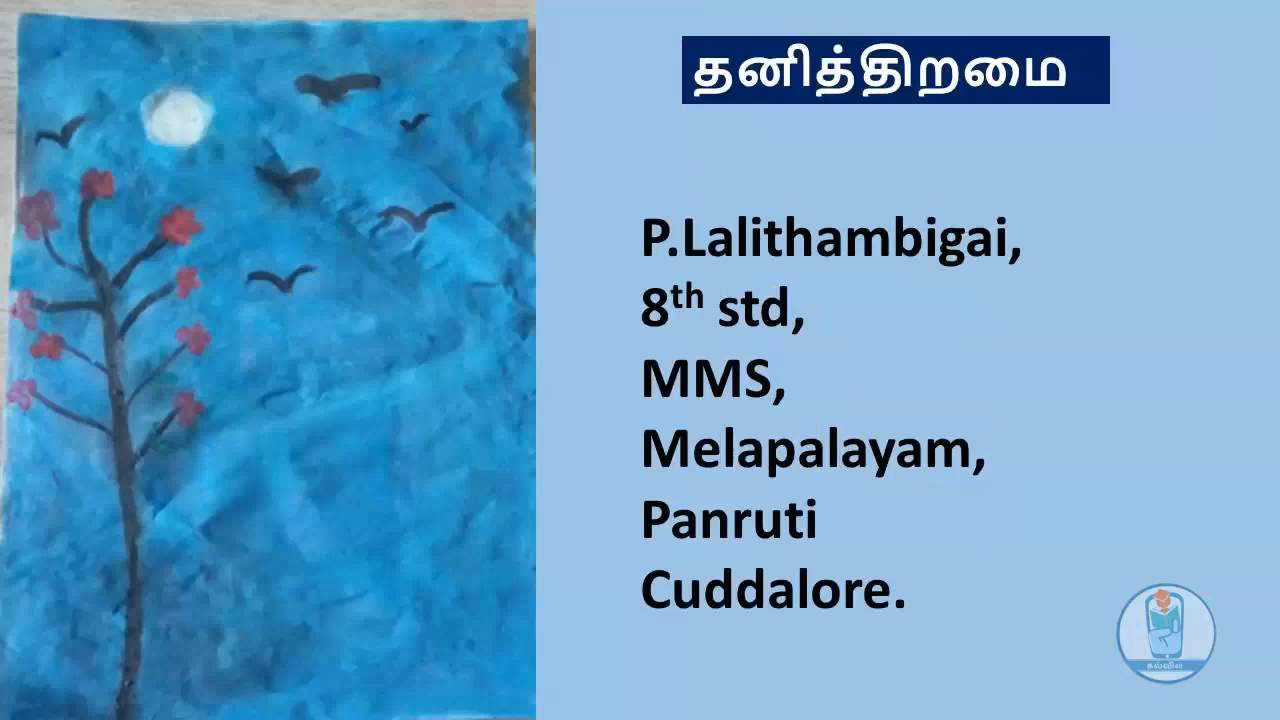 தனித்திறமை
P.Lalithambigai,
8th std,
MMS,
Melapalayam,
Panruti
Cuddalore.